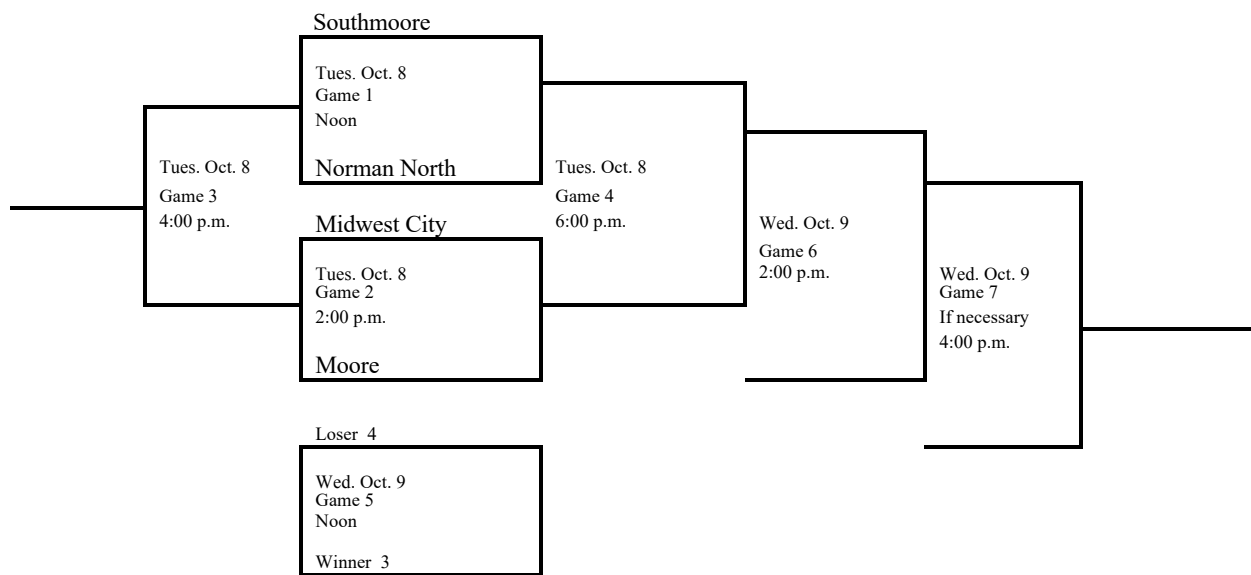 Southmoore
Tues. Oct. 8
Game 1
Noon
Norman North
Tues. Oct. 8
Game 3
4:00 p.m.
Midwest City
Tues. Oct. 8
Game 2
2:00 p.m.
Moore
Tues. Oct. 8
Game 4
6:00 p.m.
Loser 4
Wed. Oct. 9
Game 5
Noon
Winner 3
Wed. Oct. 9
Game 6
2:00 p.m.
Wed. Oct. 9
Game 7
If necessary
4:00 p.m.